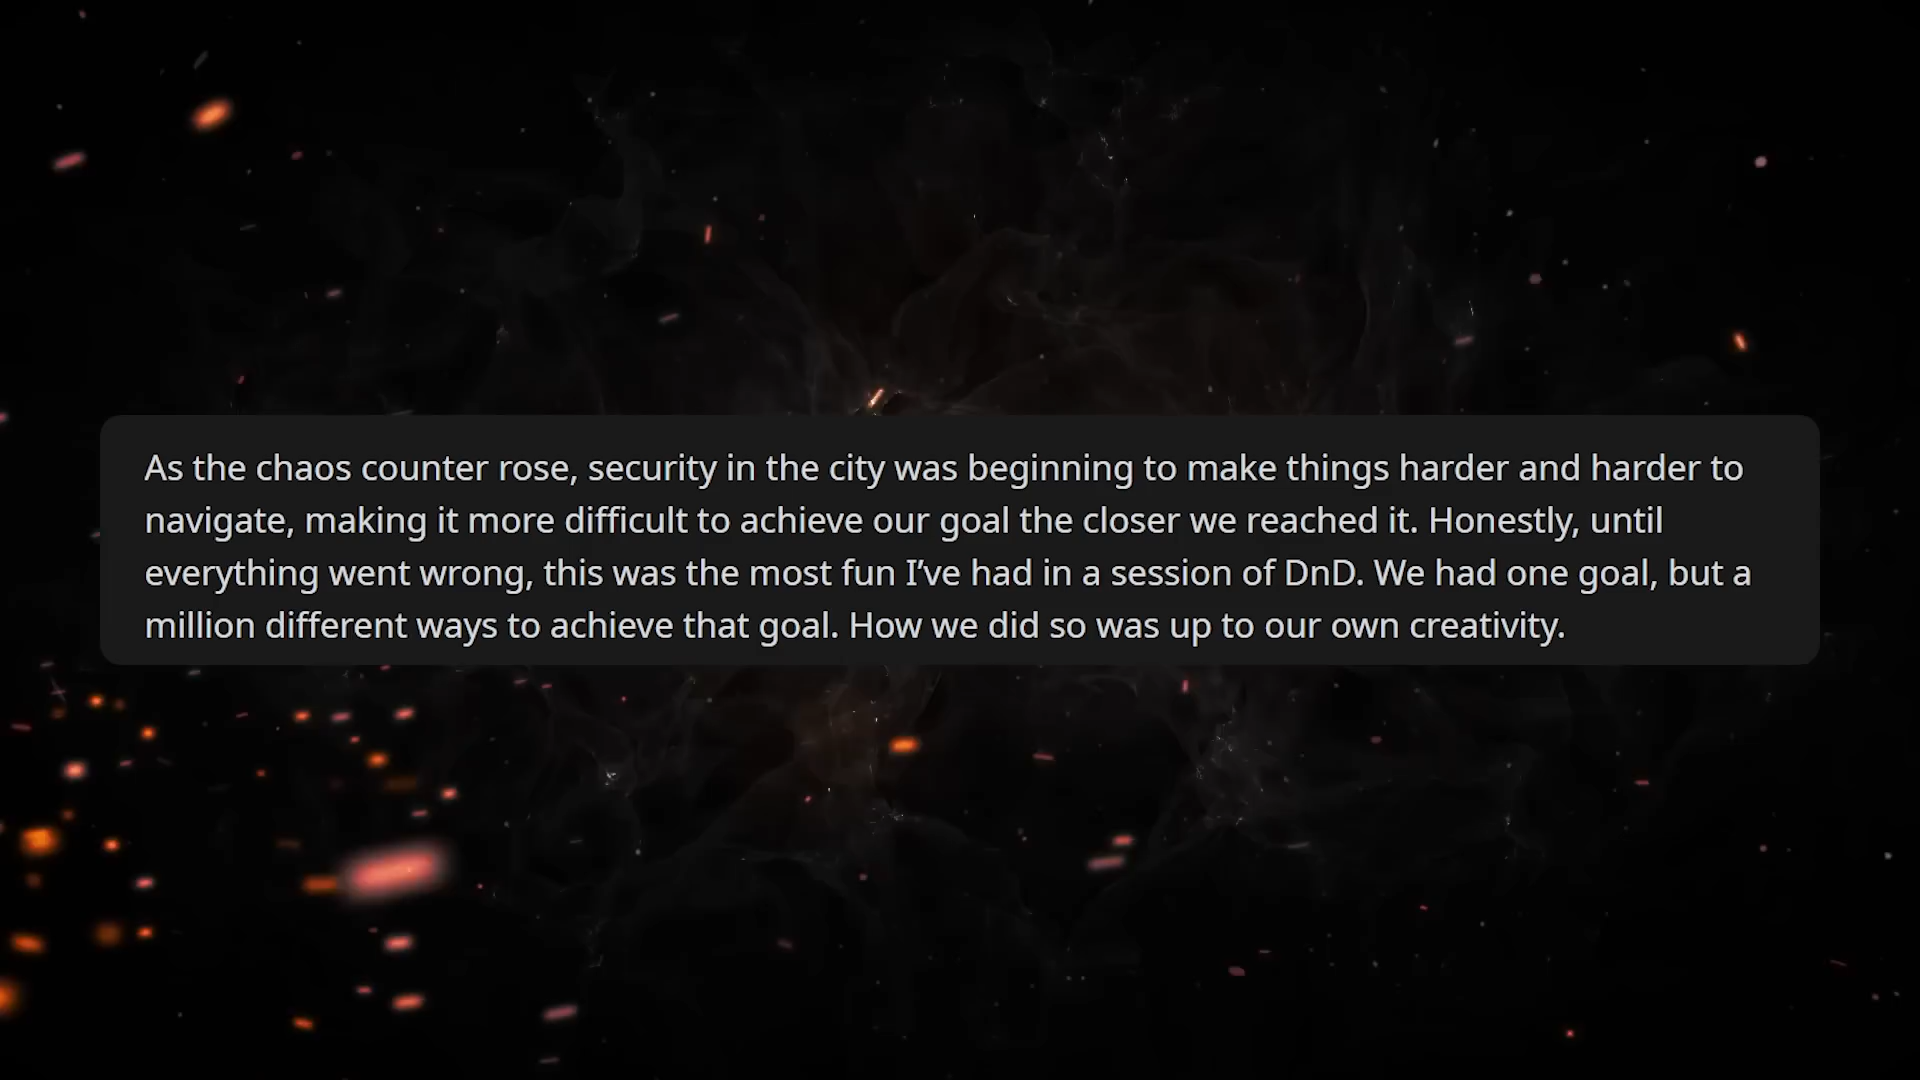 As the chaos counter rose, security in the city was beginning to make things harder and harder to
navigate, making it more difficult to achieve our goal the closer we reached it. Honestly, until
everything went wrong, this was the most fun I’ve had in a session of DnD. We had one goal, but a
million different ways to achieve that goal. How we did so was up to our own creativity.